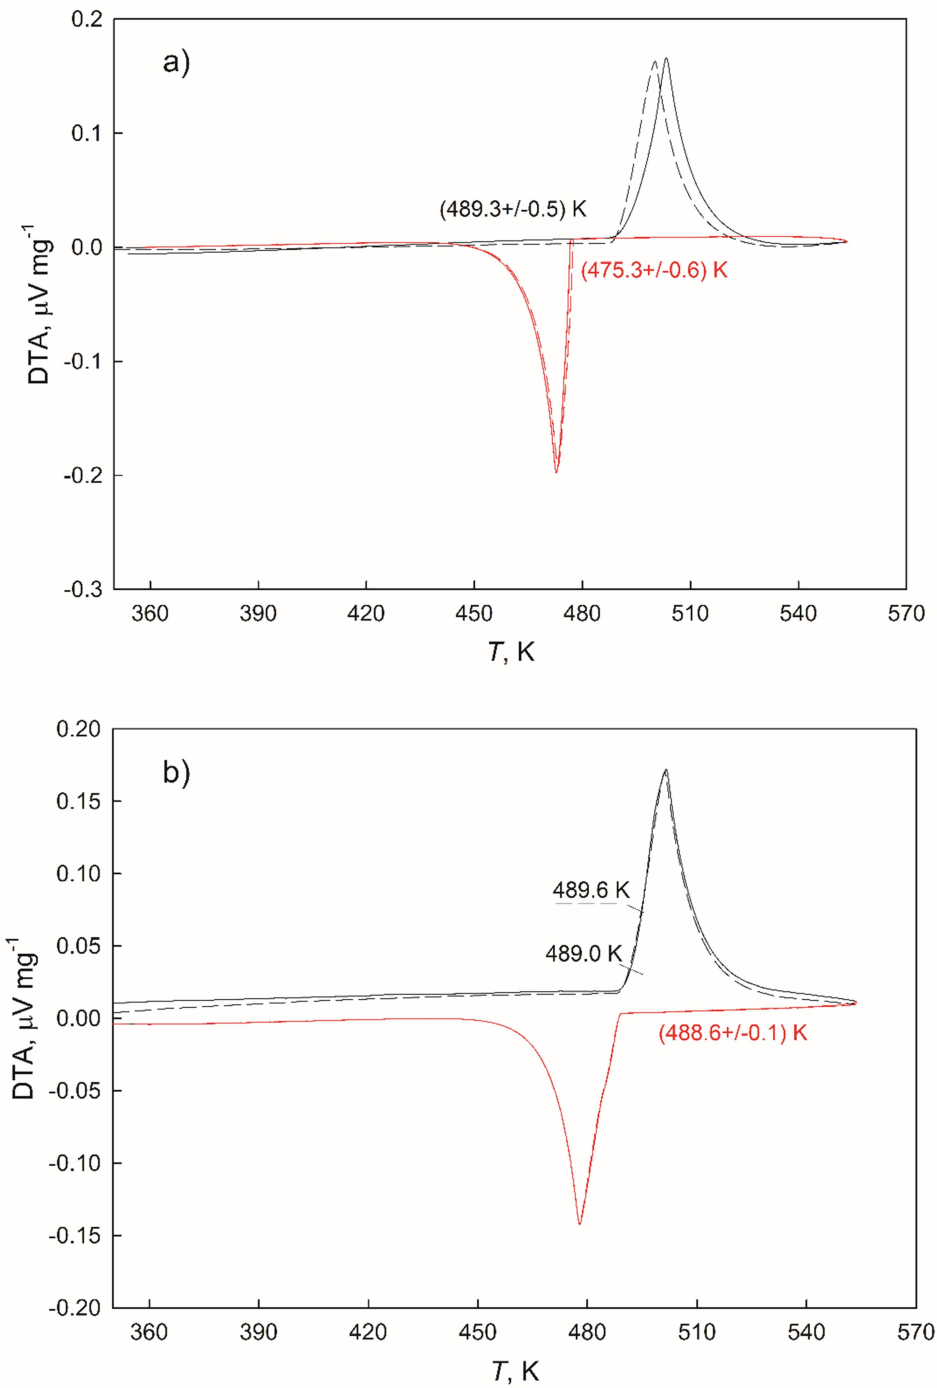 a)
0.2
0.1
0.0
-0.1
-0.2
-0.3
DTA, μV mg⁻¹
(489.3+/-0.5) K
(475.3+/-0.6) K
360 390 420 450 480 510 540 570
T, K
b)
0.20
0.15
0.10
0.05
0.00
-0.05
-0.10
-0.15
-0.20
DTA, μV mg⁻¹
489.6 K
489.0 K
(488.6+/-0.1) K
360 390 420 450 480 510 540 570
T, K